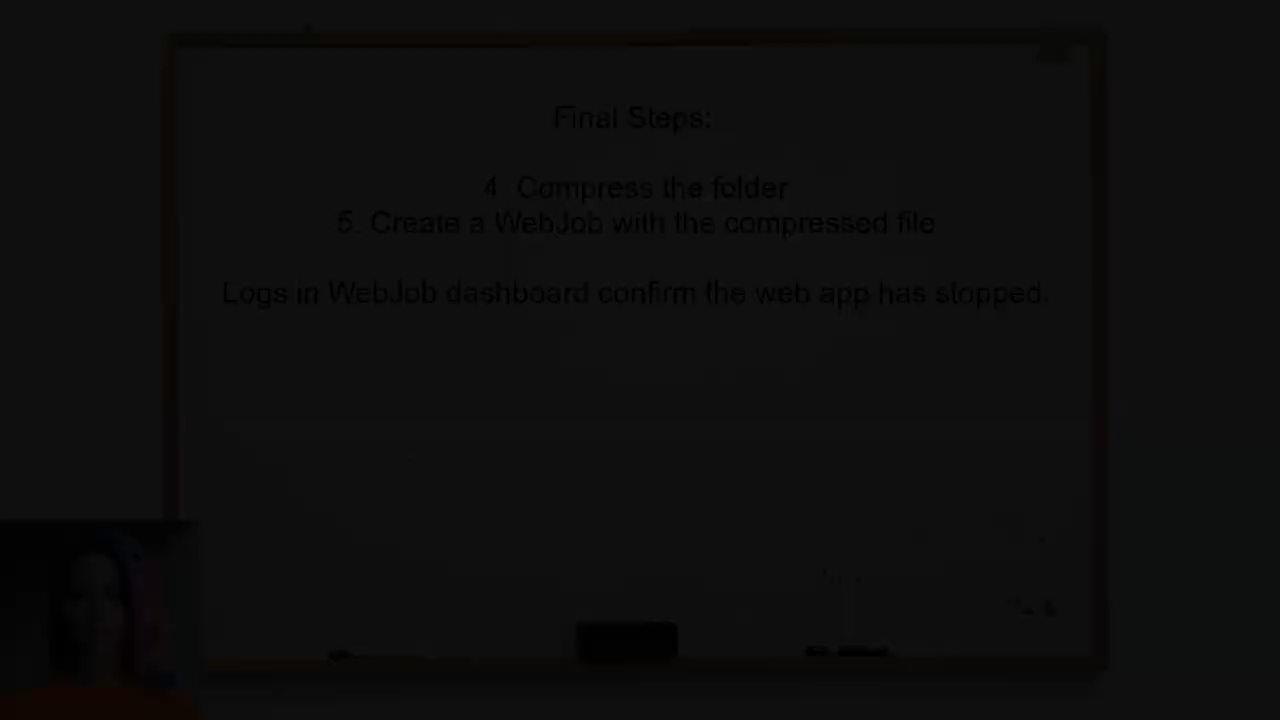 Final Steps:
4. Compress the folder
5. Create a WebJob with the compressed file
Logs in WebJob dashboard confirm the web app has stopped.